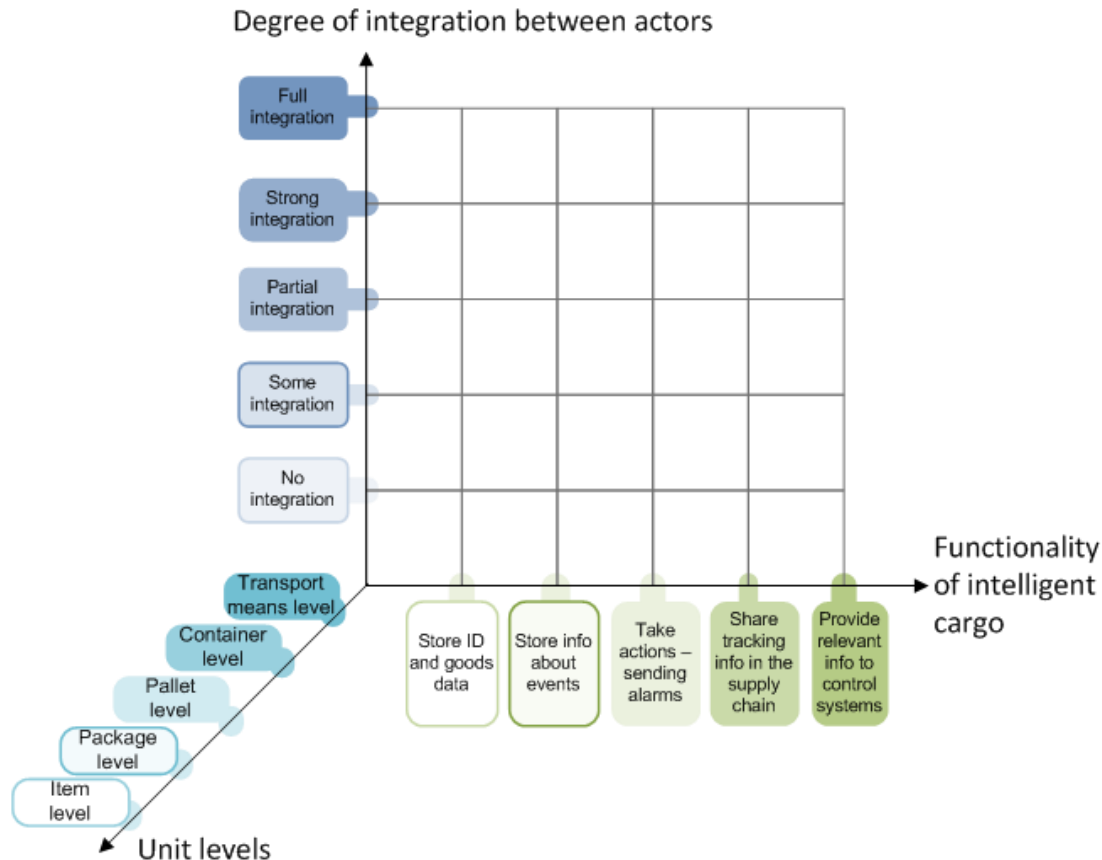 Degree of integration between actors
Full
integration
Strong
integration
Partial
integration
Some
integration
No
integration
Transport
means level
Container
level
Pallet
level
Package
level
Item
level
Unit levels
Store ID
and goods
data
Store info
about
events
Take
actions –
sending
alarms
Share
tracking
info in the
supply
chain
Provide
relevant
info to
control
systems
Functionality
of intelligent
cargo